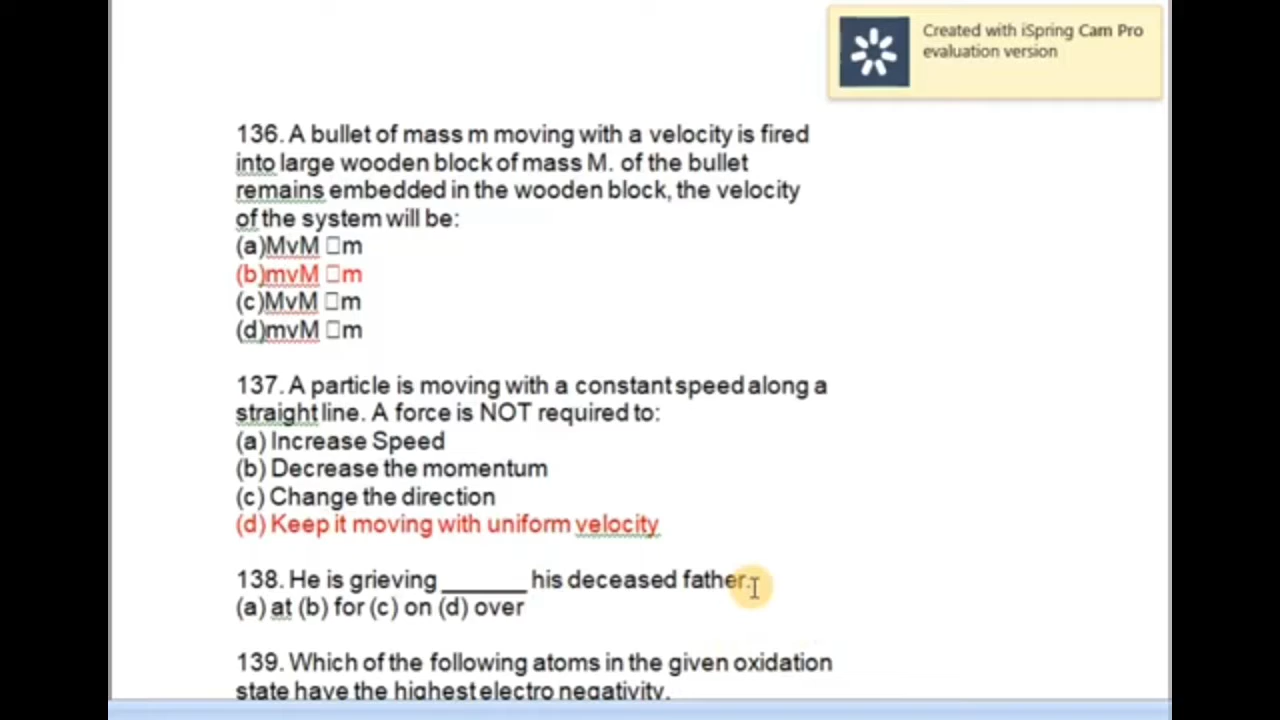 Created with iSpring Cam Pro
evaluation version
136. A bullet of mass m moving with a velocity is fired
into large wooden block of mass M. of the bullet
remains embedded in the wooden block, the velocity
of the system will be:
(a)MvM □m
(b)mvM □m
(c)MvM □m
(d)mvM □m
137. A particle is moving with a constant speed along a
straight line. A force is NOT required to:
(a) Increase Speed
(b) Decrease the momentum
(c) Change the direction
(d) Keep it moving with uniform velocity
138. He is grieving _______ his deceased father.
(a) at (b) for (c) on (d) over
139. Which of the following atoms in the given oxidation
state have the highest electro negativity.